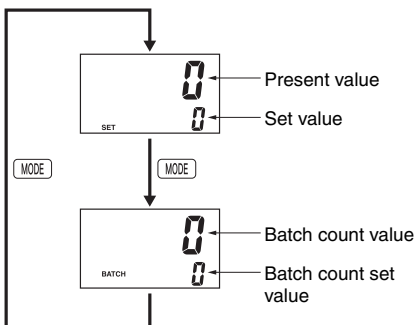 0
Present value
0
Set value
SET
MODE
MODE
0
Batch count value
BATCH
0
Batch count set
value